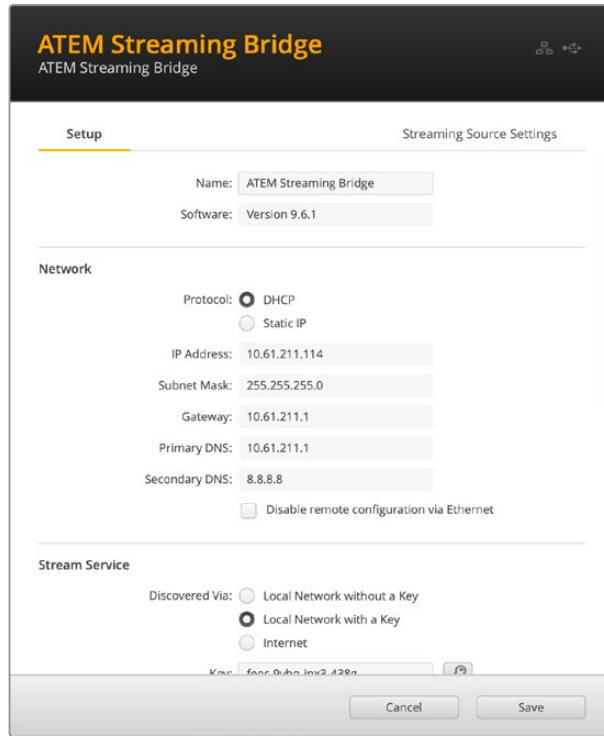 ATEM Streaming Bridge
ATEM Streaming Bridge
Setup Streaming Source Settings
Name: ATEM Streaming Bridge
Software: Version 9.6.1
Network
Protocol: DHCP
Static IP
IP Address: 10.61.211.114
Subnet Mask: 255.255.255.0
Gateway: 10.61.211.1
Primary DNS: 10.61.211.1
Secondary DNS: 8.8.8.8
Disable remote configuration via Ethernet
Stream Service
Discovered Via: Local Network without a Key
Local Network with a Key
Internet
Key:
Cancel Save